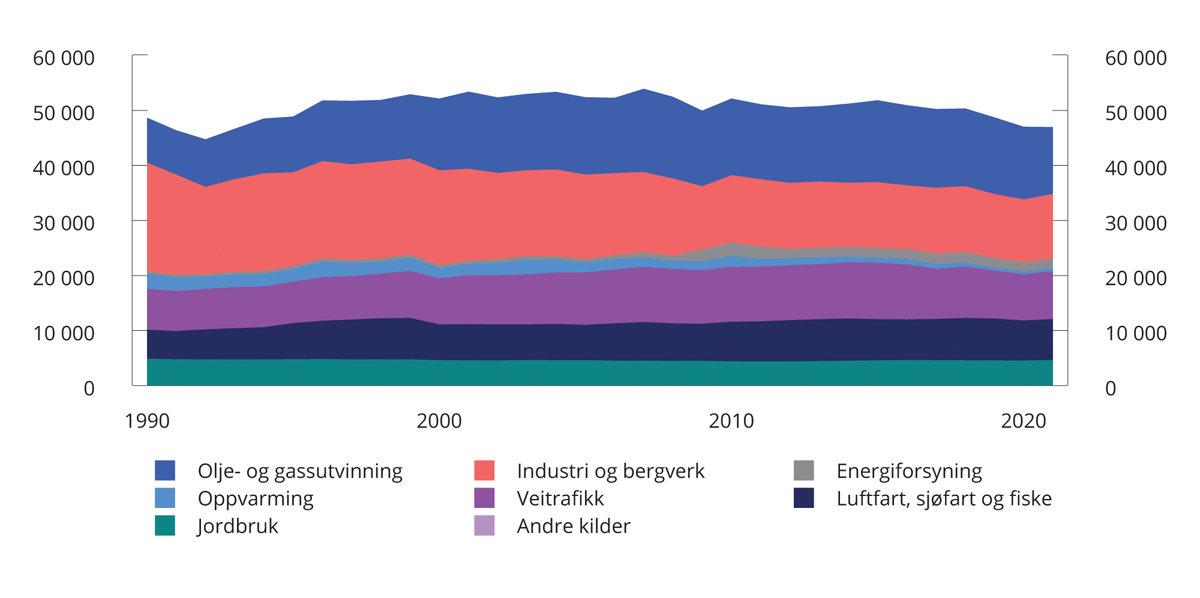 60 000 60 000
50 000 50 000
40 000 40 000
30 000 30 000
20 000 20 000
10 000 10 000
0 0
1990 2000 2010 2020
Olje- og gassutvinning Industri og bergverk Energiforsyning
Oppvarming Veitrafikk Luftfart, sjøfart og fiske
Jordbruk Andre kilder